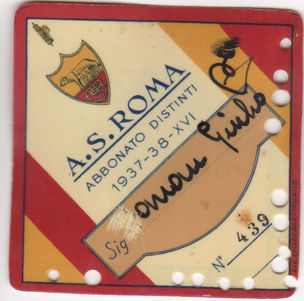 A.S. ROMA
ABBONATO DISTINTI
1937-38-XVI
Sig
Giulio
N° 439